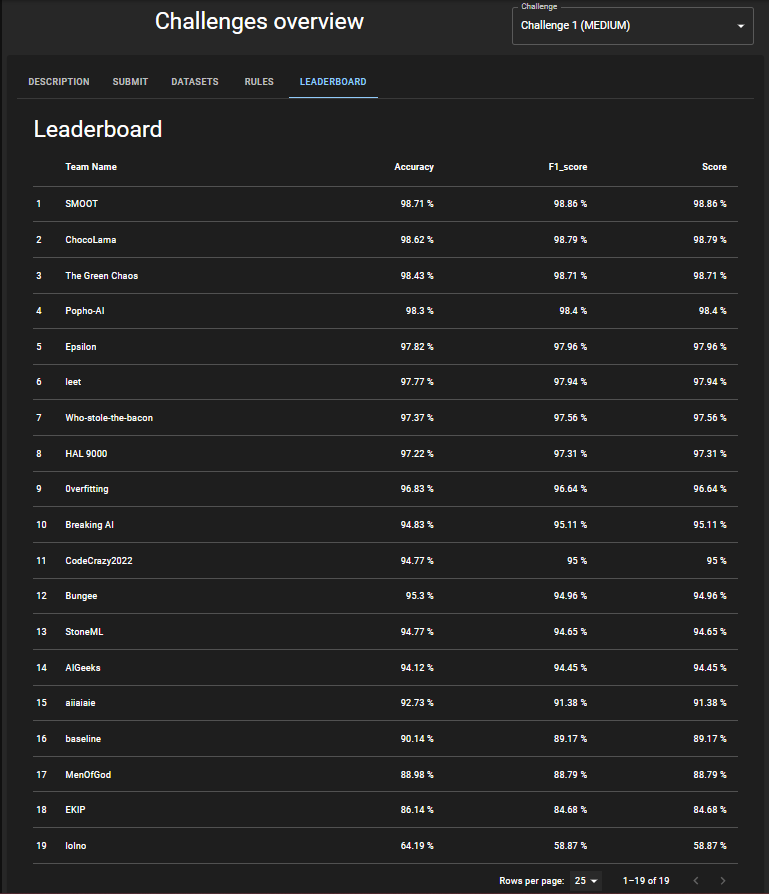 Challenges overview
Challenge
Challenge 1 (MEDIUM)
DESCRIPTION SUBMIT DATASETS RULES LEADERBOARD
Leaderboard
Team Name Accuracy F1_score Score
1 SMOOT 98.71 % 98.86 % 98.86 %
2 ChocoLama 98.62 % 98.79 % 98.79 %
3 The Green Chaos 98.43 % 98.71 % 98.71 %
4 Popho-AI 98.3 % 98.4 % 98.4 %
5 Epsilon 97.82 % 97.96 % 97.96 %
6 leet 97.77 % 97.94 % 97.94 %
7 Who-stole-the-bacon 97.37 % 97.56 % 97.56 %
8 HAL 9000 97.22 % 97.31 % 97.31 %
9 0verfitting 96.83 % 96.64 % 96.64 %
10 Breaking AI 94.83 % 95.11 % 95.11 %
11 CodeCrazy2022 94.77 % 95 % 95 %
12 Bungee 95.3 % 94.96 % 94.96 %
13 StoneML 94.77 % 94.65 % 94.65 %
14 AIGeeks 94.12 % 94.45 % 94.45 %
15 aiiaiaie 92.73 % 91.38 % 91.38 %
16 baseline 90.14 % 89.17 % 89.17 %
17 MenOfGod 88.98 % 88.79 % 88.79 %
18 EKIP 86.14 % 84.68 % 84.68 %
19 lolno 64.19 % 58.87 % 58.87 %
Rows per page: 25 1–19 of 19